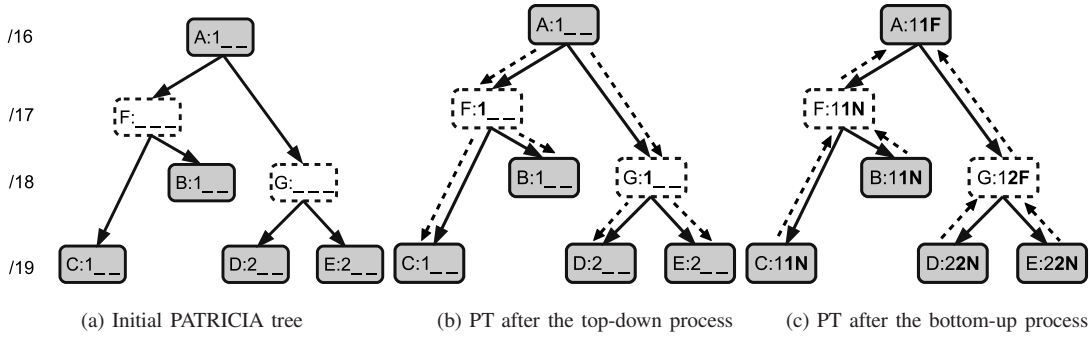 /16
/17
/18
/19
A:1_ _
F:_ _ _
B:1_ _
G:_ _ _
C:1_ _
D:2_ _
E:2_ _
(a) Initial PATRICIA tree
A:1_ _
F:1_ _
B:1_ _
G:1_ _
C:1_ _
D:2_ _
E:2_ _
(b) PT after the top-down process
A:11F
F:11N
B:11N
G:12F
C:11N
D:22N
E:22N
(c) PT after the bottom-up process